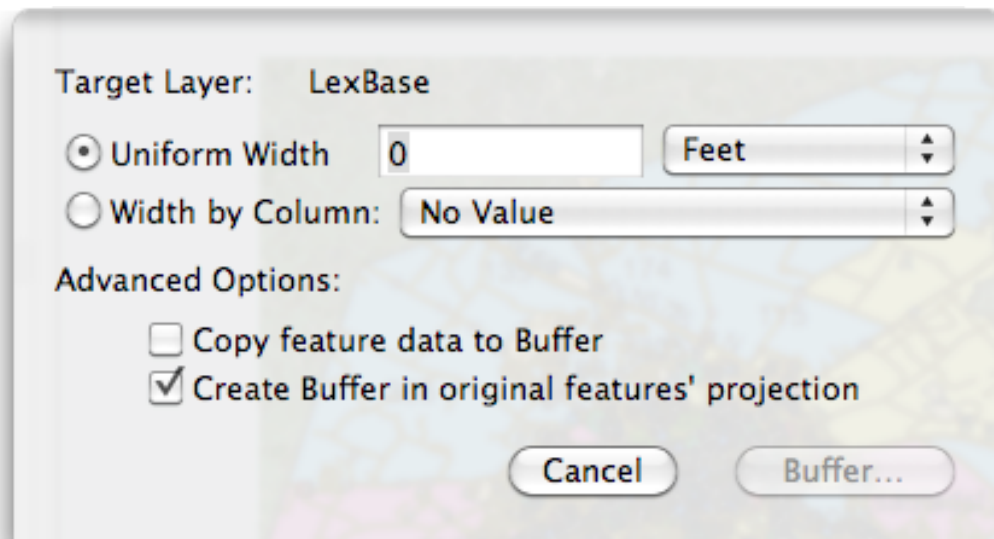 Target Layer: LexBase
Uniform Width 0 Feet
Width by Column: No Value
Advanced Options:
Copy feature data to Buffer
Create Buffer in original features' projection
Cancel Buffer...